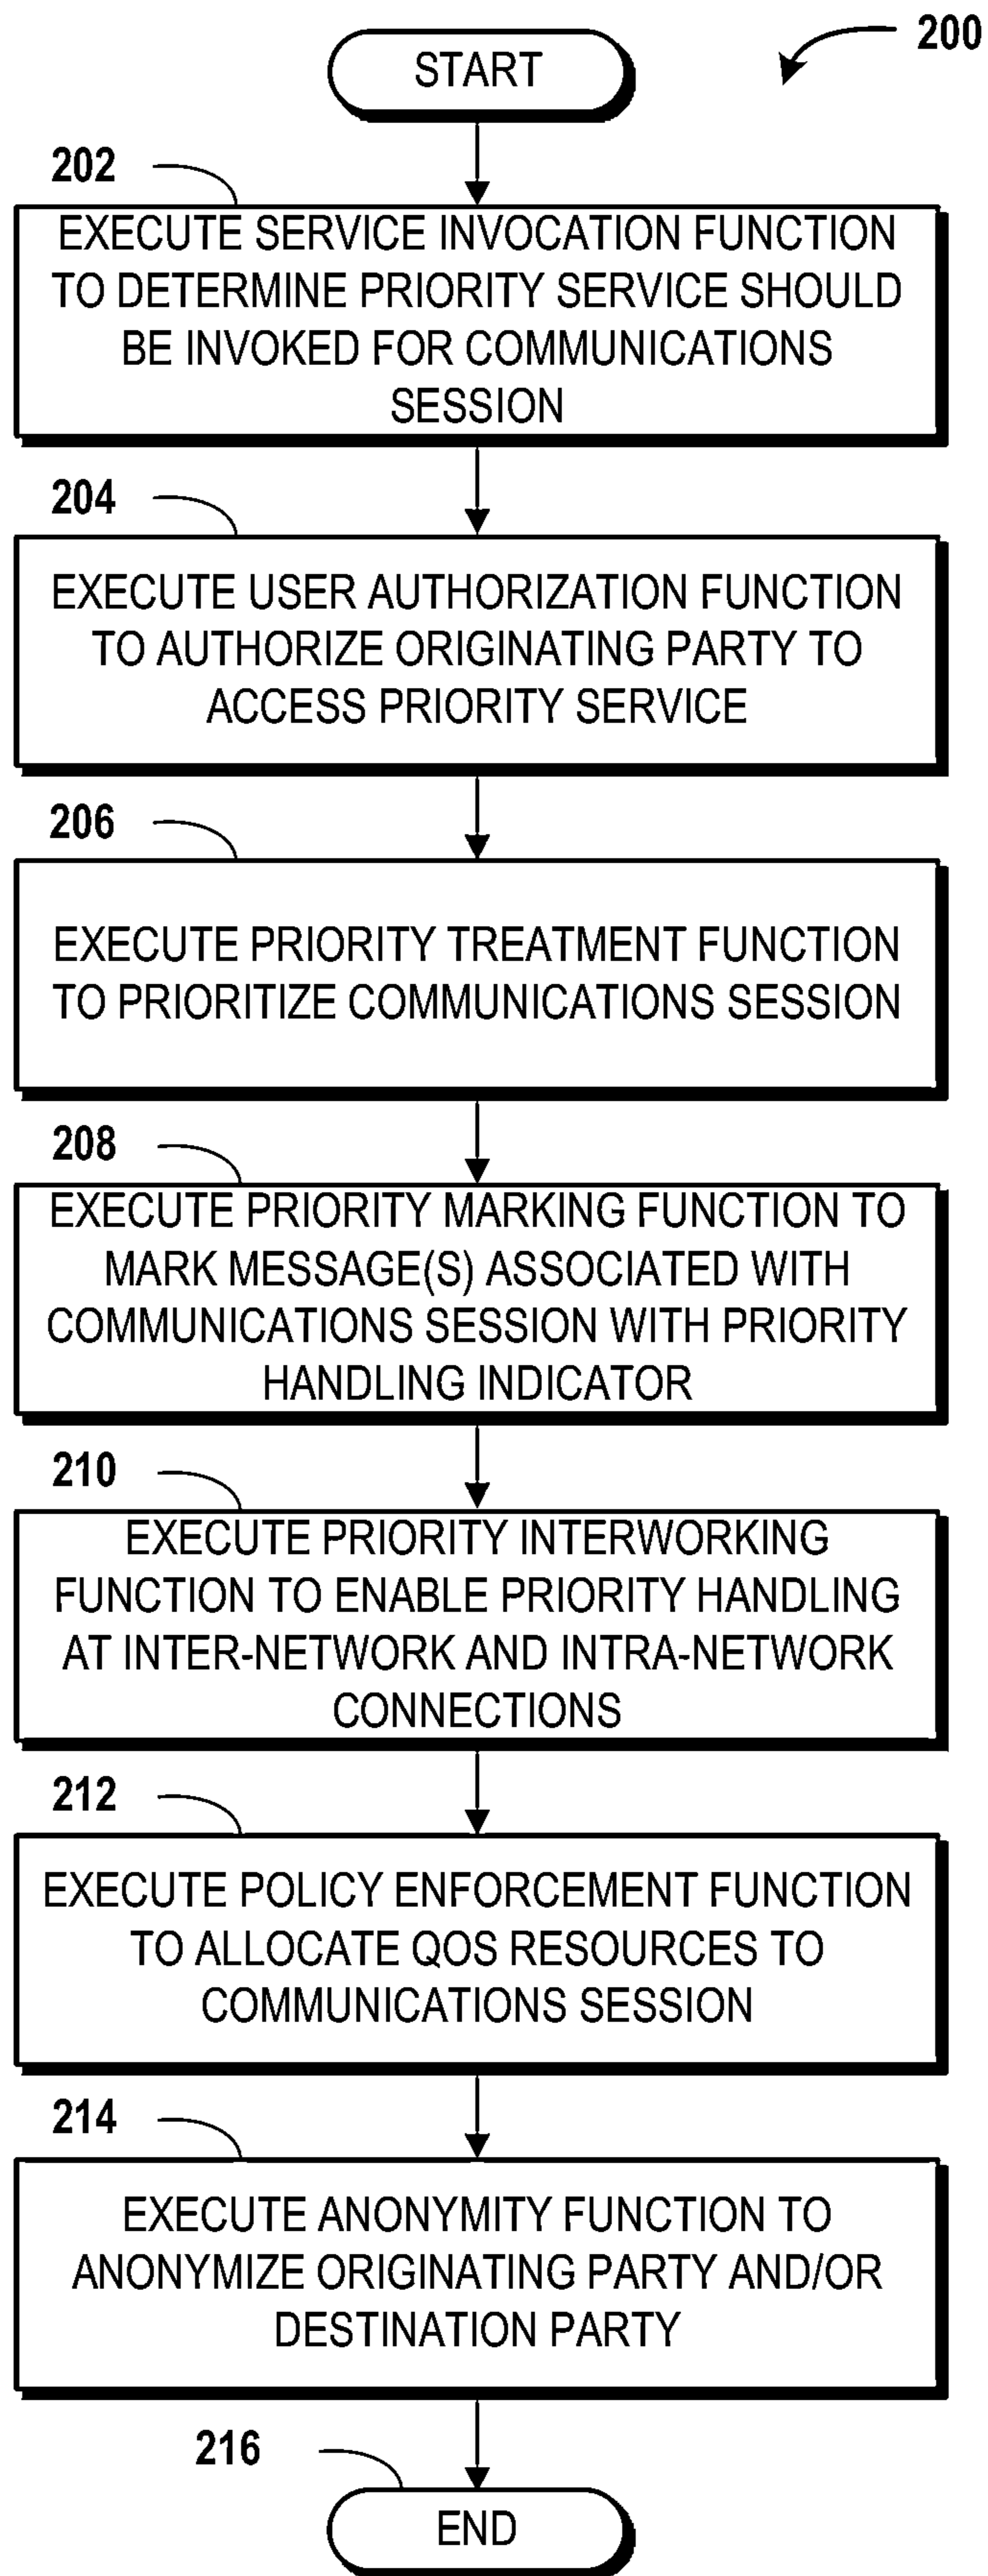 200
START
202
EXECUTE SERVICE INVOCATION FUNCTION
TO DETERMINE PRIORITY SERVICE SHOULD
BE INVOKED FOR COMMUNICATIONS
SESSION
204
EXECUTE USER AUTHORIZATION FUNCTION
TO AUTHORIZE ORIGINATING PARTY TO
ACCESS PRIORITY SERVICE
206
EXECUTE PRIORITY TREATMENT FUNCTION
TO PRIORITIZE COMMUNICATIONS SESSION
208
EXECUTE PRIORITY MARKING FUNCTION TO
MARK MESSAGE(S) ASSOCIATED WITH
COMMUNICATIONS SESSION WITH PRIORITY
HANDLING INDICATOR
210
EXECUTE PRIORITY INTERWORKING
FUNCTION TO ENABLE PRIORITY HANDLING
AT INTER-NETWORK AND INTRA-NETWORK
CONNECTIONS
212
EXECUTE POLICY ENFORCEMENT FUNCTION
TO ALLOCATE QOS RESOURCES TO
COMMUNICATIONS SESSION
214
EXECUTE ANONYMITY FUNCTION TO
ANONYMIZE ORIGINATING PARTY AND/OR
DESTINATION PARTY
216
END